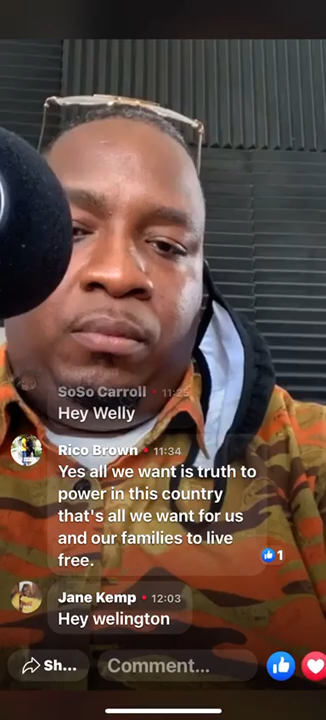 SoSo Carroll
Hey Welly
Rico Brown • 11:34
Yes all we want is truth to
power in this country
that's all we want for us
and our families to live
free.
1
Jane Kemp • 12:03
Hey welington
Sh...
Comment...